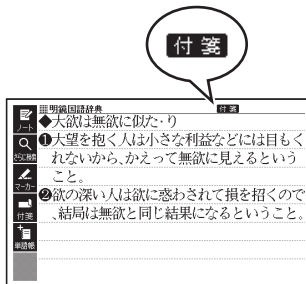 付箋
明鏡国語辞典 付箋
◆大欲は無欲に似た・り
❶大望を抱く人は小さな利益などには目もく
れないから、かえって無欲に見えるという
こと。
❷欲の深い人は欲に惑わされて損を招くので
、結局は無欲と同じ結果になるということ。
ノート
さらに検索
マーカー
付箋
単語帳